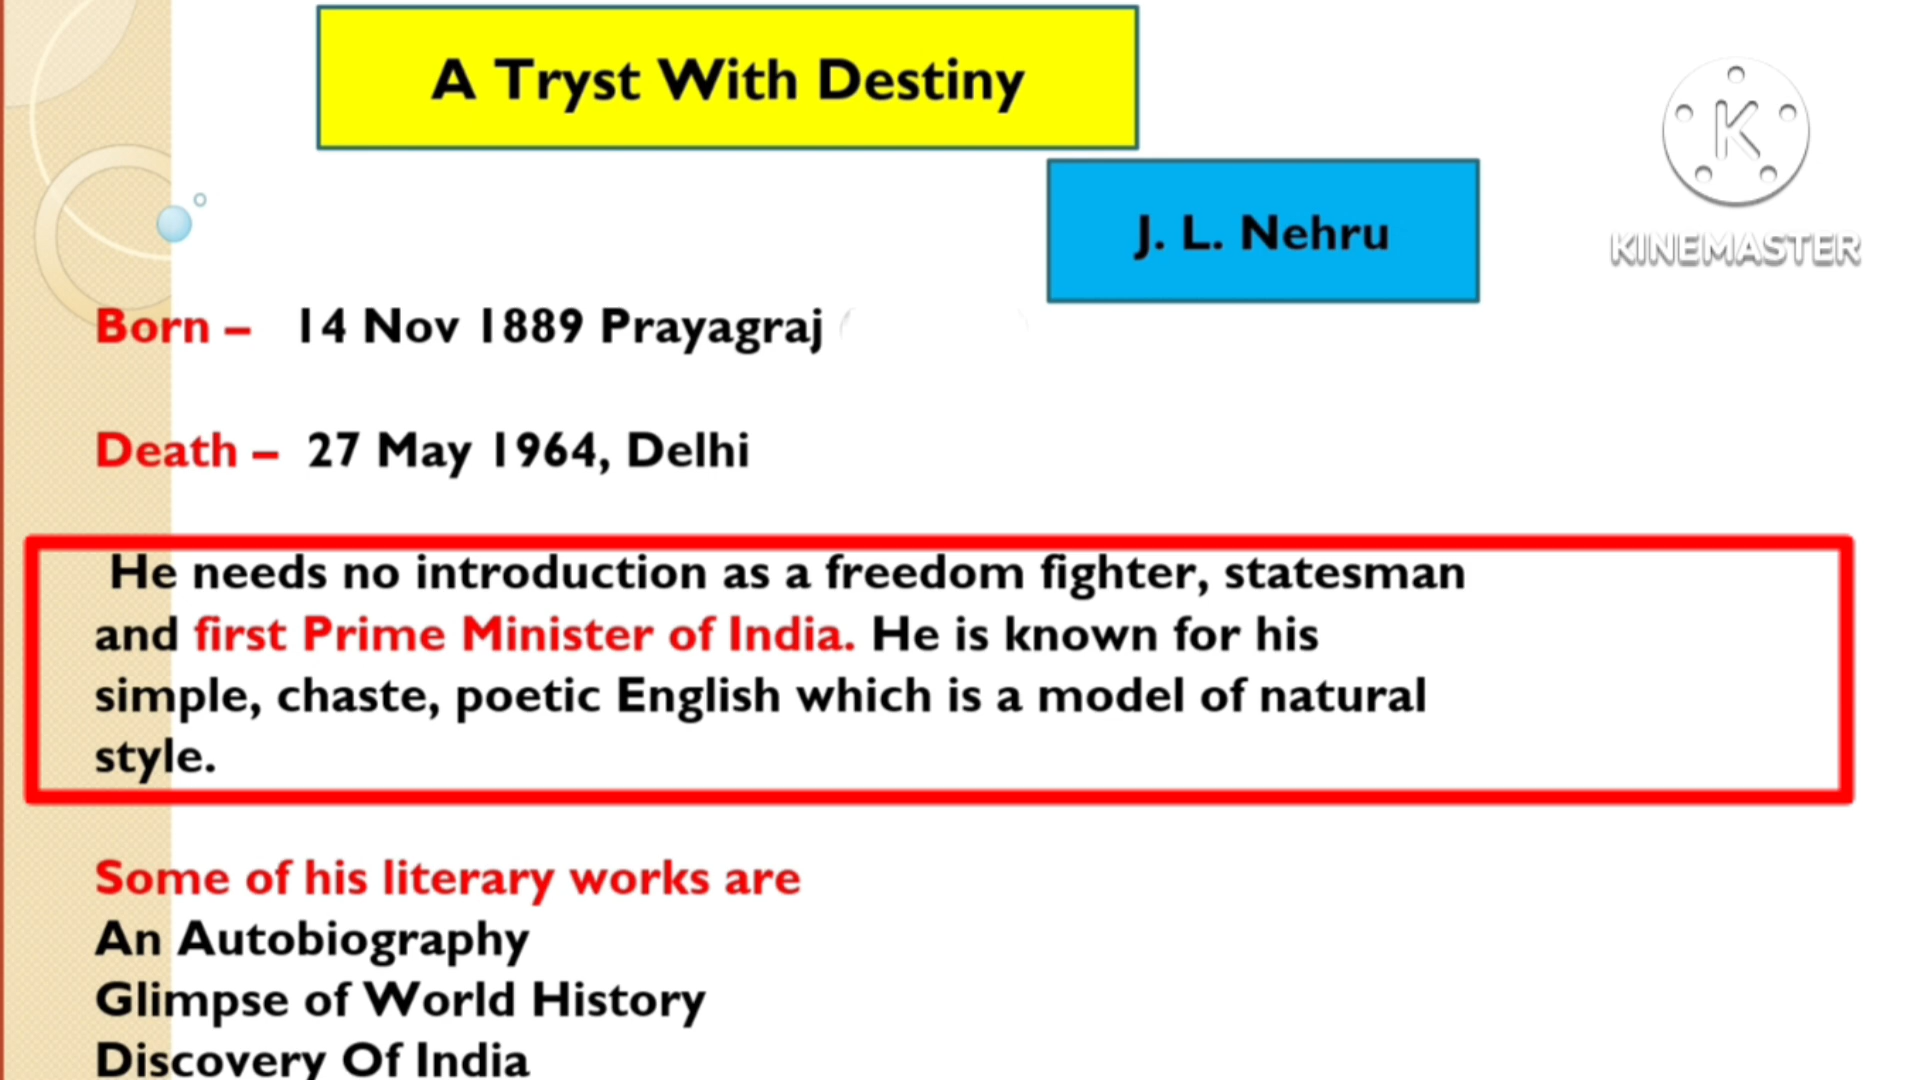 A Tryst With Destiny
J. L. Nehru
K
KINEMASTER
Born – 14 Nov 1889 Prayagraj
Death – 27 May 1964, Delhi
He needs no introduction as a freedom fighter, statesman
and first Prime Minister of India. He is known for his
simple, chaste, poetic English which is a model of natural
style.
Some of his literary works are
An Autobiography
Glimpse of World History
Discovery Of India